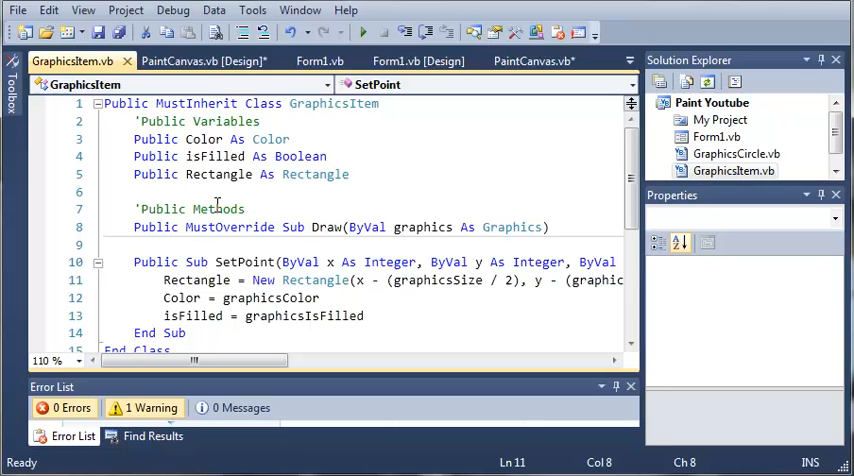 File Edit View Project Debug Data Tools Window Help
GraphicsItem.vb PaintCanvas.vb [Design]* Form1.vb Form1.vb [Design] PaintCanvas.vb*
GraphicsItem SetPoint
Toolbox
1 Public MustInherit Class GraphicsItem
2 'Public Variables
3 Public Color As Color
4 Public isFilled As Boolean
5 Public Rectangle As Rectangle
6
7 'Public Methods
8 Public MustOverride Sub Draw(ByVal graphics As Graphics)
9
10 Public Sub SetPoint(ByVal x As Integer, ByVal y As Integer, ByVal
11 Rectangle = New Rectangle(x - (graphicsSize / 2), y - (graphic
12 Color = graphicsColor
13 isFilled = graphicsIsFilled
14 End Sub
15 End Class
110 %
Error List
0 Errors 1 Warning 0 Messages
Error List Find Results
Solution Explorer
Paint Youtube
My Project
Form1.vb
GraphicsCircle.vb
GraphicsItem.vb
Properties
Ready Ln 11 Col 8 Ch 8 INS